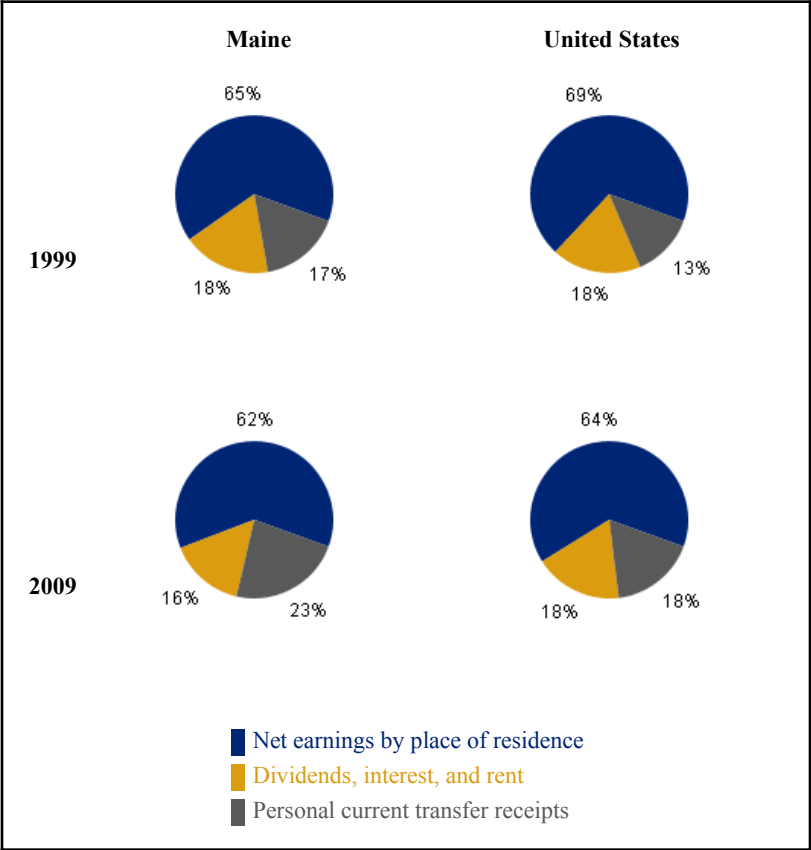 Maine United States
65% 69%
1999
18% 17% 18% 13%
62% 64%
2009
16% 23% 18% 18%
Net earnings by place of residence
Dividends, interest, and rent
Personal current transfer receipts